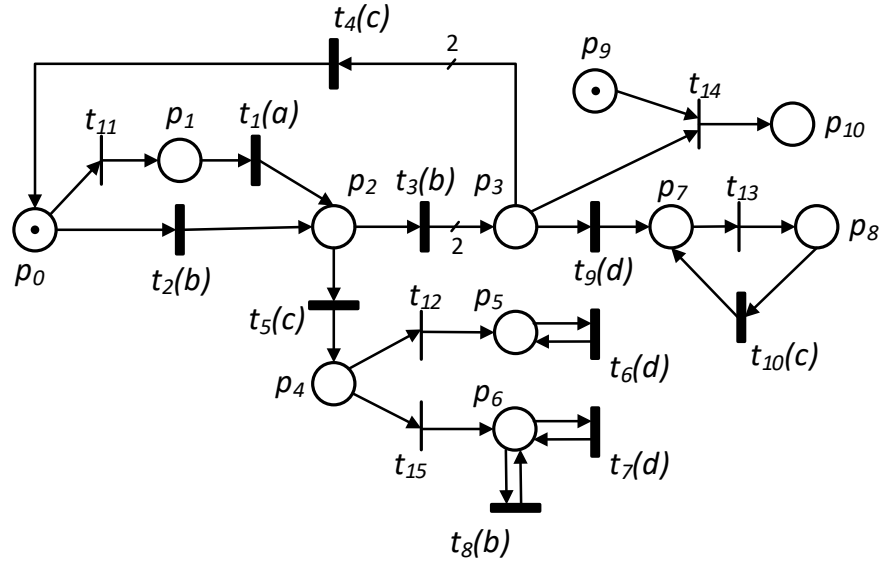 t4(c)
2
p9
t14
p10
t11
p1
t1(a)
p2
t3(b)
p3
2
p7
t13
p8
p0
t2(b)
t9(d)
t5(c)
t12
p5
t10(c)
t6(d)
p4
p6
t15
t7(d)
t8(b)